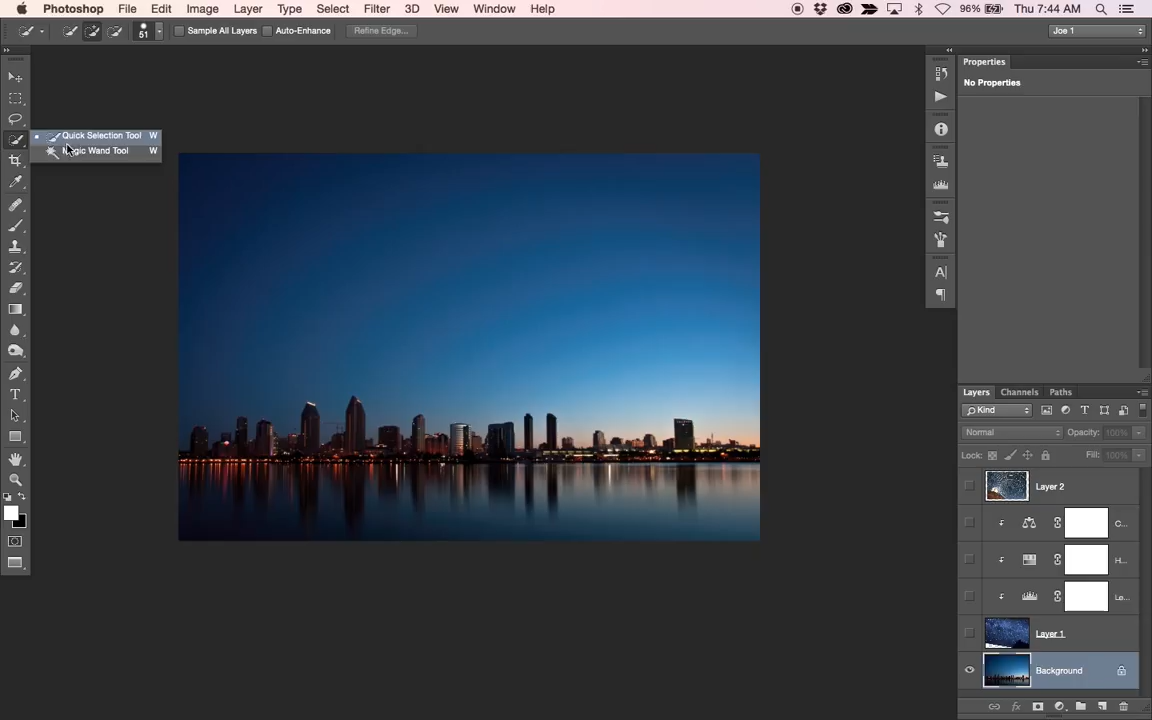 Photoshop File Edit Image Layer Type Select Filter 3D View Window Help 96% Thu 7:44 AM
51 Sample All Layers Auto-Enhance Refine Edge... Joe 1
Properties
No Properties
Quick Selection Tool W
Magic Wand Tool W
Layers Channels Paths
Kind
Normal Opacity: 100%
Lock: Fill: 100%
Layer 2
C...
H...
Le...
Layer 1
Background